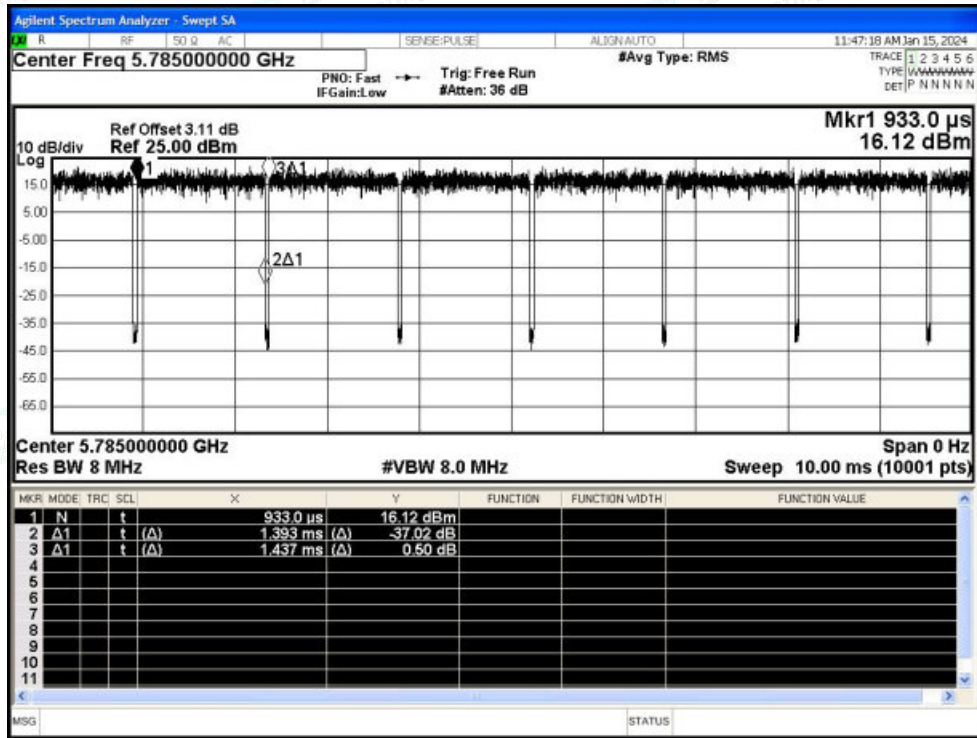 Agilent Spectrum Analyzer - Swept SA
R RF 50 Ω AC SENSE:PULSE ALIGN AUTO 11:47:18 AM Jan 15, 2024
Center Freq 5.785000000 GHz #Avg Type: RMS TRACE 1 2 3 4 5 6
PNO: Fast Trig: Free Run TYPE
IFGain:Low #Atten: 36 dB DET P N N N N N
Mkr1 933.0 µs
Ref Offset 3.11 dB
10 dB/div Ref 25.00 dBm 16.12 dBm
Log
1 3Δ1
15.0
5.00
-5.00
2Δ1
-15.0
-25.0
-35.0
-45.0
-55.0
-65.0
Center 5.785000000 GHz Span 0 Hz
Res BW 8 MHz #VBW 8.0 MHz Sweep 10.00 ms (10001 pts)
MKR MODE TRC SCL X Y FUNCTION FUNCTION WIDTH FUNCTION VALUE
1 N t 933.0 µs 16.12 dBm
2 Δ1 t (Δ) 1.393 ms (Δ) -37.02 dB
3 Δ1 t (Δ) 1.437 ms (Δ) 0.50 dB
4
5
6
7
8
9
10
11
MSG STATUS